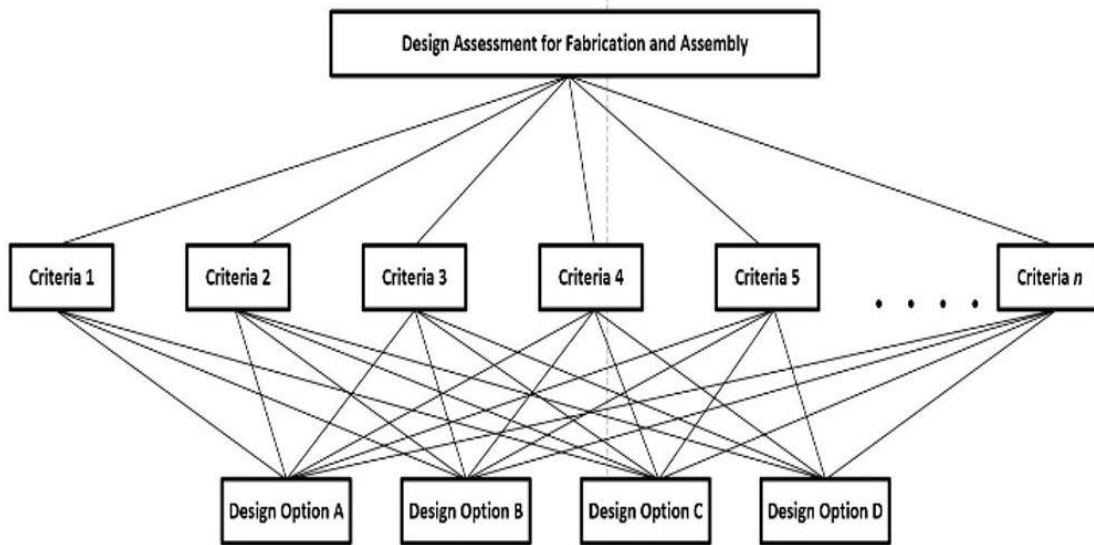 Design Assessment for Fabrication and Assembly
Criteria 1
Criteria 2
Criteria 3
Criteria 4
Criteria 5
. . . .
Criteria n
Design Option A
Design Option B
Design Option C
Design Option D